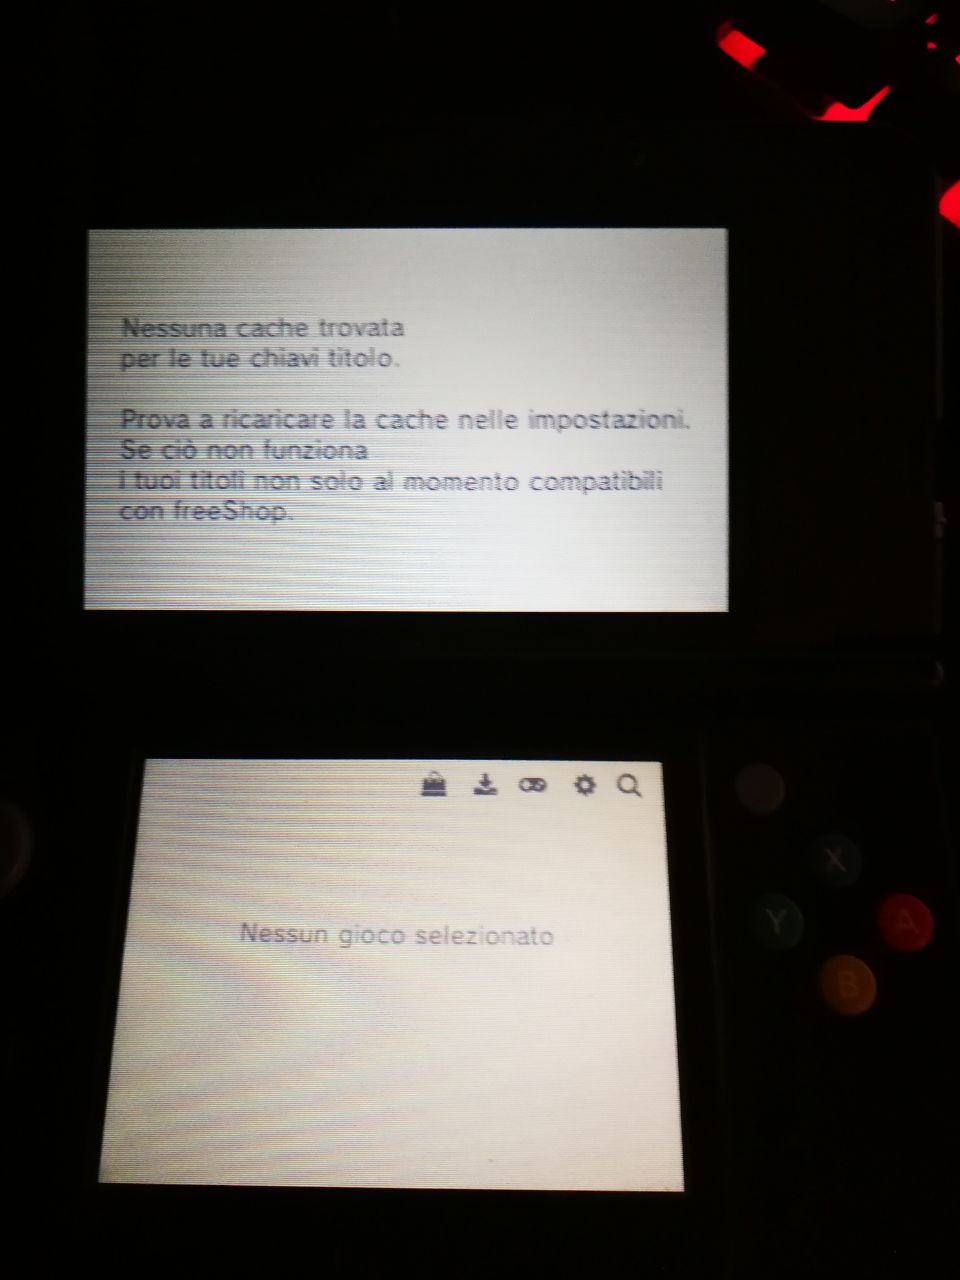 Nessuna cache trovata
per le tue chiavi titolo.
Prova a ricaricare la cache nelle impostazioni.
Se ciò non funziona
i tuoi titoli non solo al momento compatibili
con freeShop.
Nessun gioco selezionato
X
Y
A
B